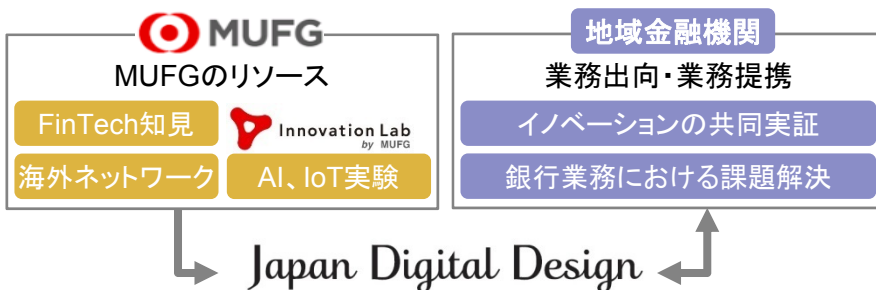 MUFG
MUFGのリソース
FinTech知見
Innovation Lab
by MUFG
海外ネットワーク
AI、IoT実験
地域金融機関
業務出向・業務提携
イノベーションの共同実証
銀行業務における課題解決
Japan Digital Design